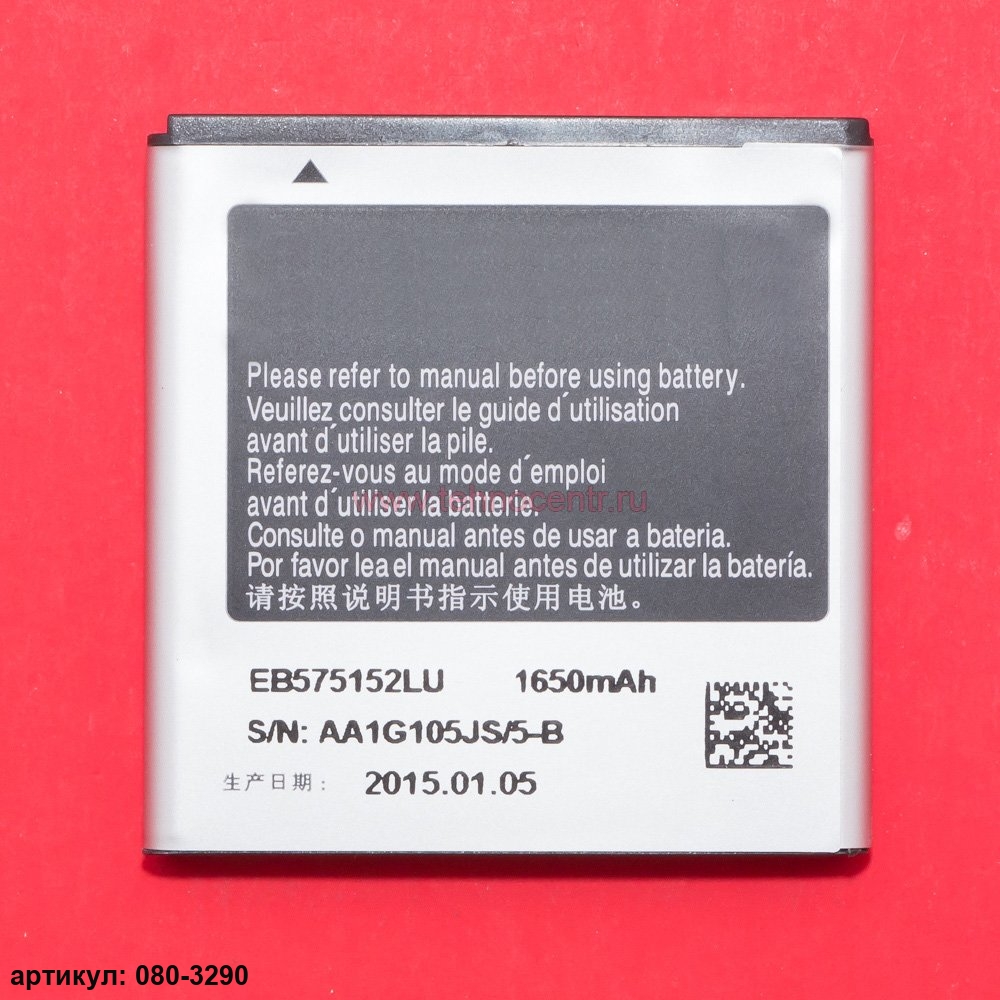 Please refer to manual before using battery.
Veuillez consulter le guide d´utilisation
avant d´utiliser la pile.
Referez-vous au mode d´emploi
avant d´utiliser la batterie.
www.tehnocentr.ru
Consulte o manual antes de usar a bateria.
Por favor lea el manual antes de utilizar la batería.
请按照说明书指示使用电池。
EB575152LU 1650mAh
S/N: AA1G105JS/5-B
生产日期: 2015.01.05
артикул: 080-3290